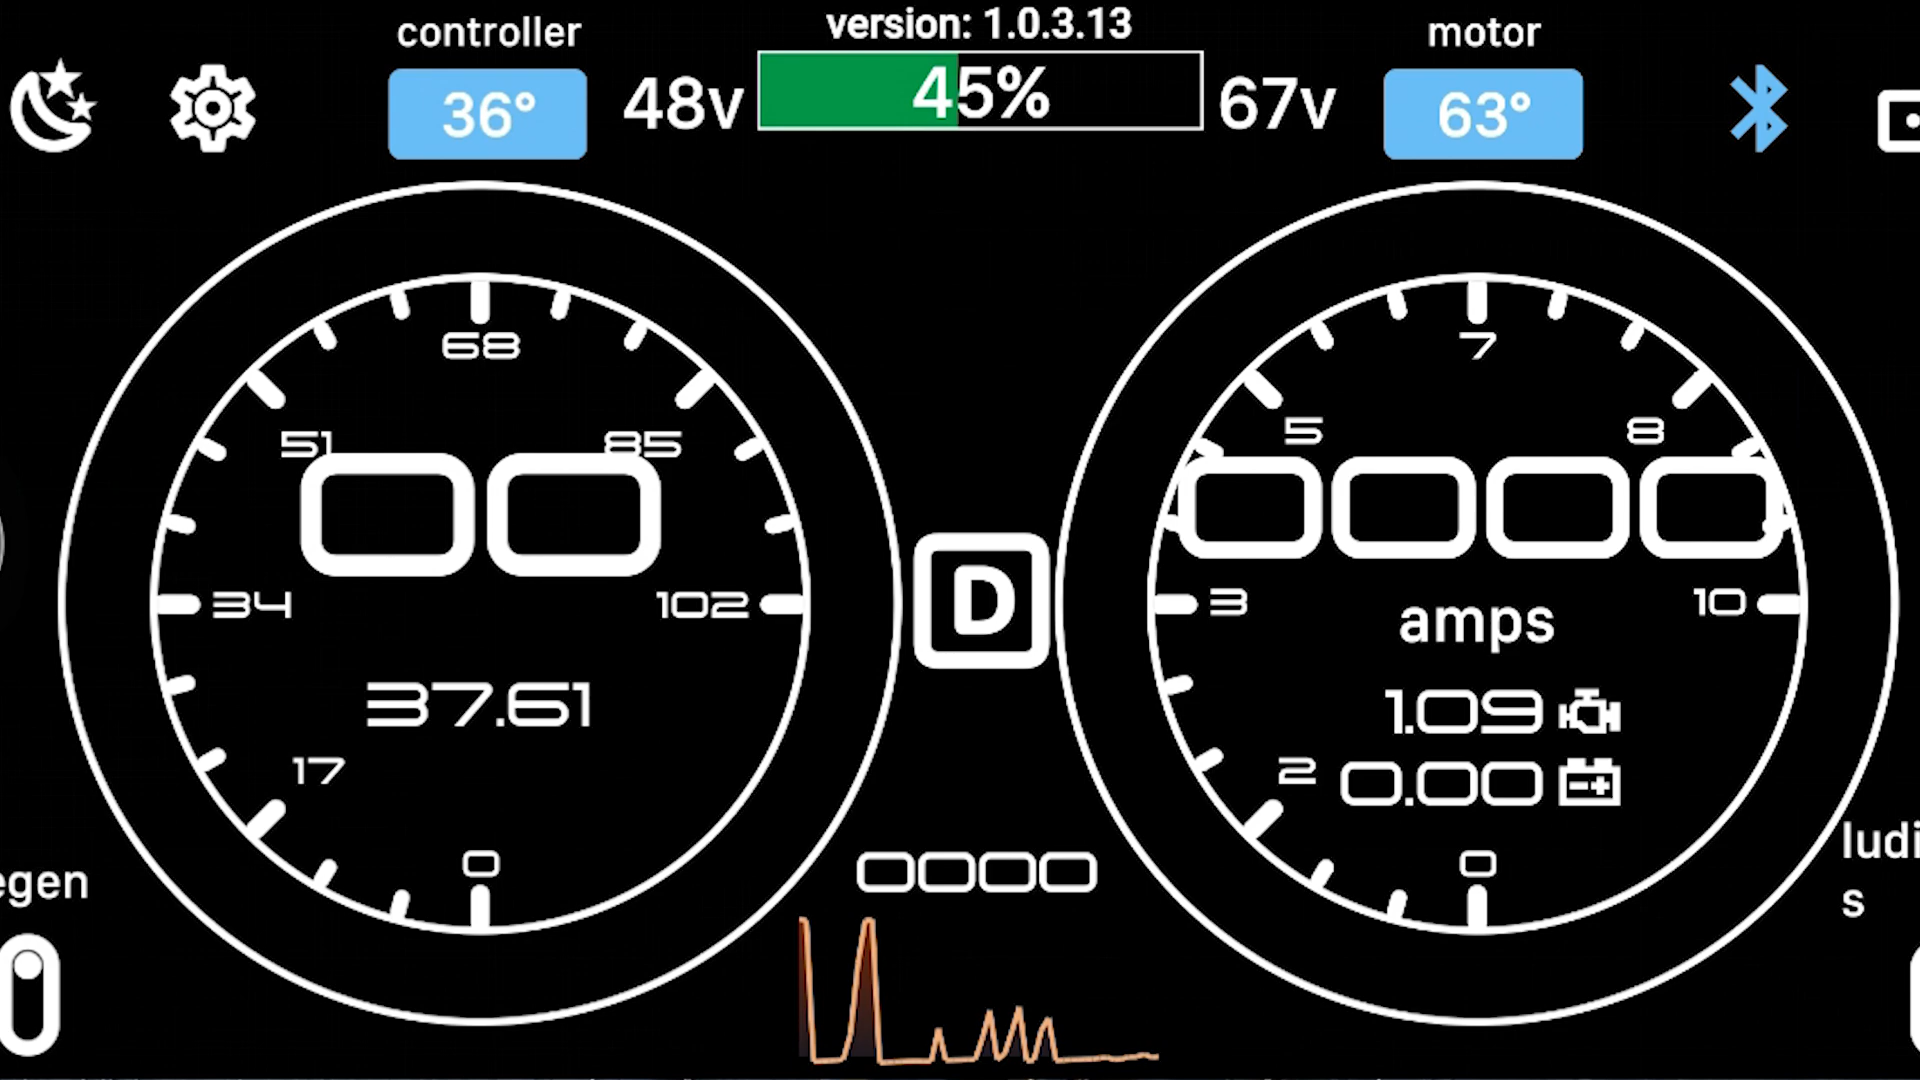 controller
version: 1.0.3.13
motor
36°
48v
45%
67v
63°
68
51
85
00
34
102
37.61
17
0
D
7
5
8
0000
3
10
amps
1.09
2
0.00
0
0000
egen
ludi
s